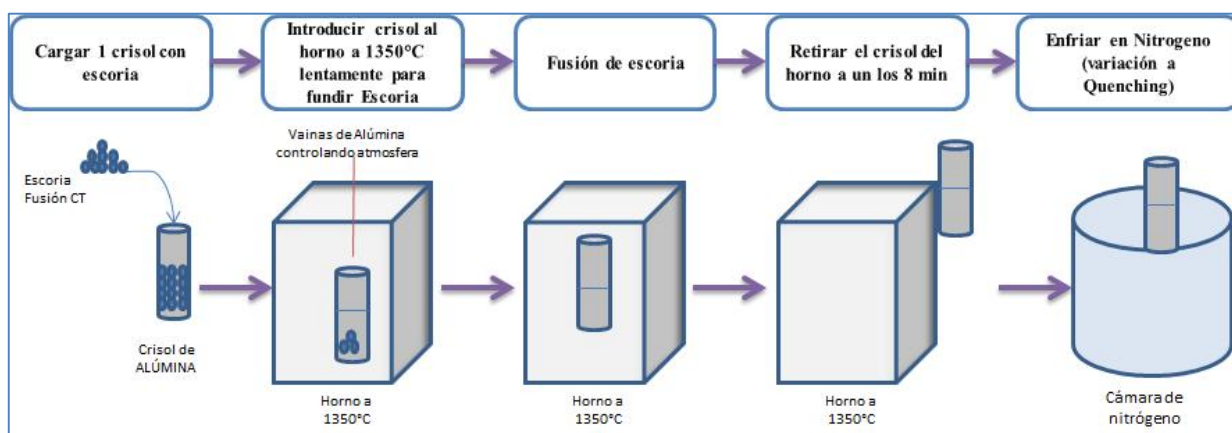 Cargar 1 crisol con
escoria
Introducir crisol al
horno a 1350°C
lentamente para
fundir Escoria
Fusión de escoria
Retirar el crisol del
horno a un los 8 min
Enfriar en Nitrogeno
(variación a
Quenching)
Vainas de Alúmina
controlando atmosfera
Escoria
Fusión CT
Crisol de
ALÚMINA
Horno a
1350°C
Horno a
1350°C
Horno a
1350°C
Cámara de
nitrógeno